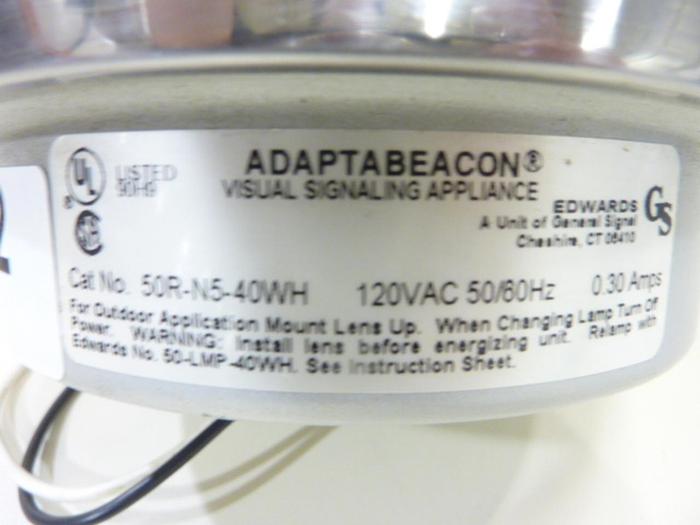 UL ®
LISTED
90H9
ADAPTABEACON®
VISUAL SIGNALING APPLIANCE
EDWARDS
A Unit of General Signal
Cheshire, CT 06410
GS
Cat No. 50R-N5-40WH 120VAC 50/60Hz 0.30 Amps
For Outdoor Application Mount Lens Up. When Changing Lamp Turn Off
Power. WARNING: Install lens before energizing unit. Relamp with
Edwards No. 50-LMP-40WH. See Instruction Sheet.